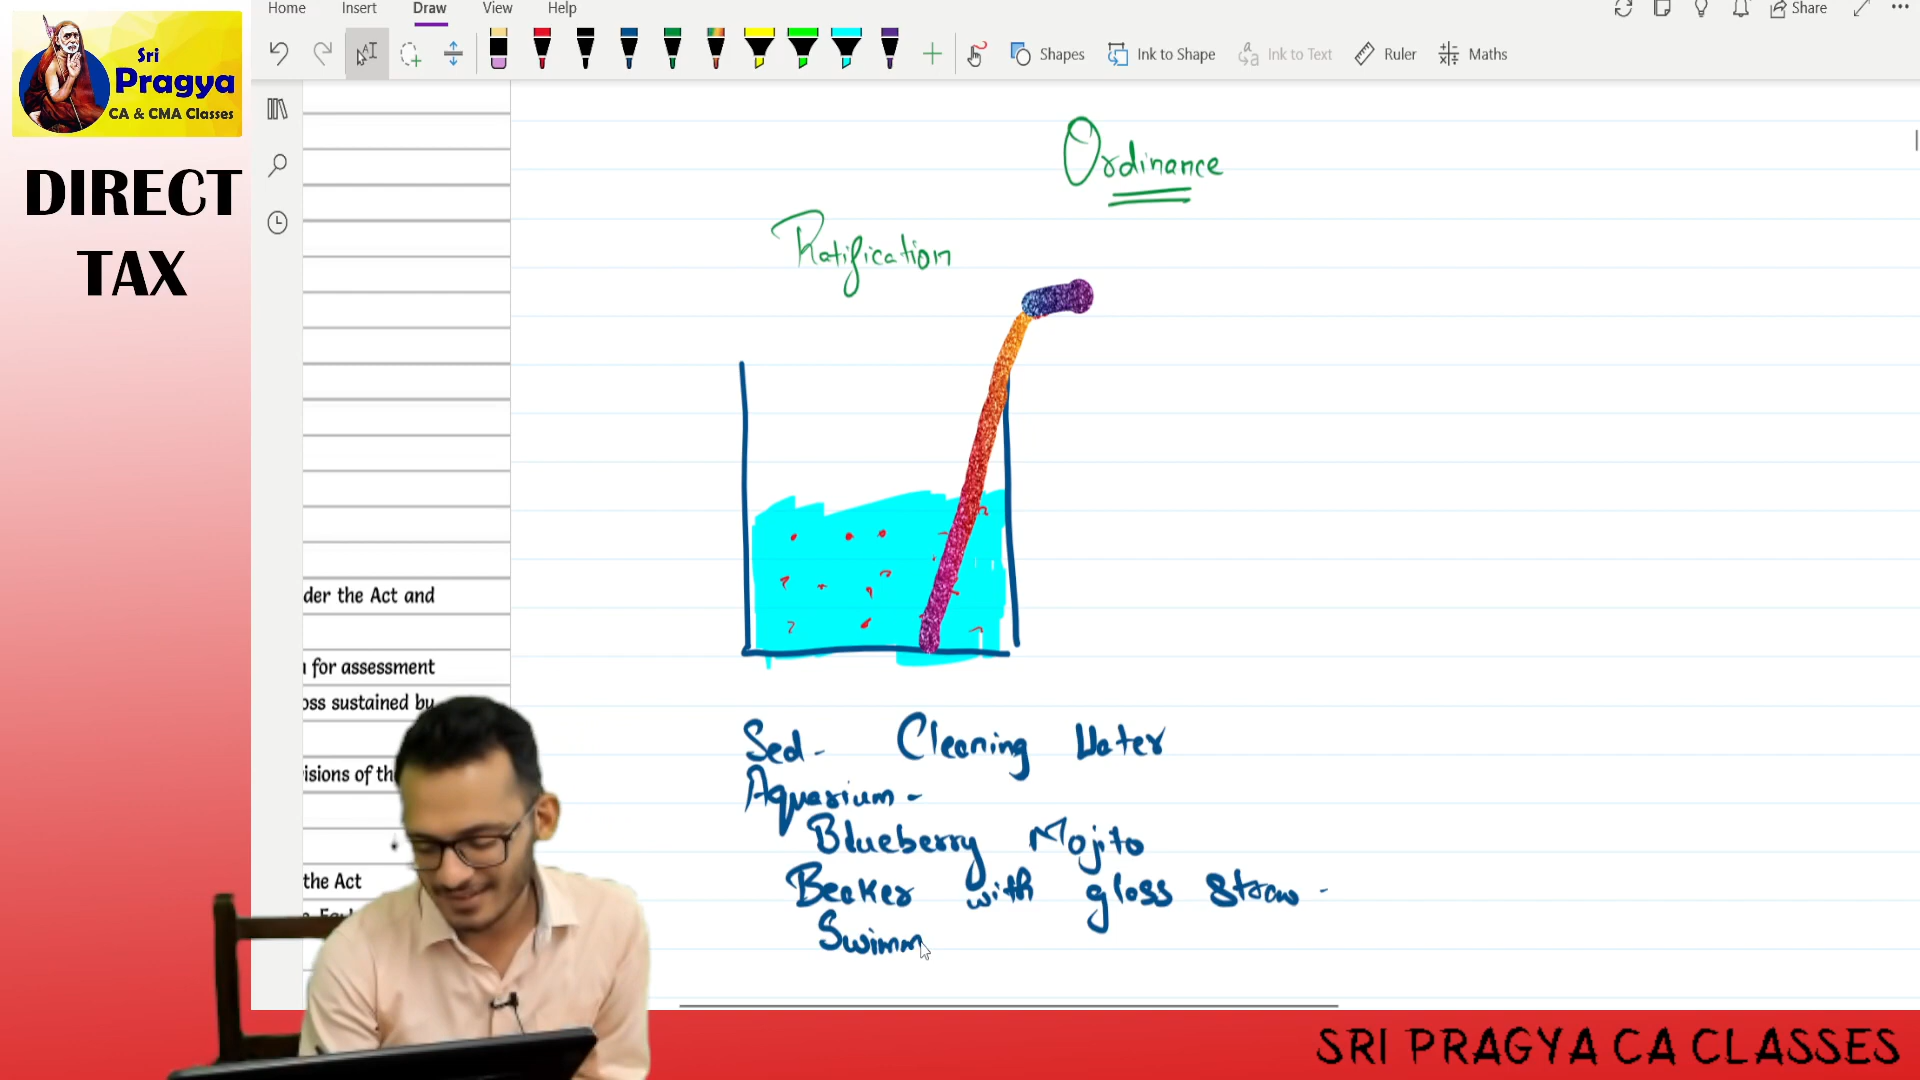 Home Insert Draw View Help Share
Sri
Pragya
CA & CMA Classes
Shapes Ink to Shape Ink to Text Ruler Maths
DIRECT
TAX
Ordinance
Ratification
der the Act and
for assessment
oss sustained by
isions of th
the Act
Sed - Cleaning Water
Aquarium -
Blueberry Mojito
Beaker with glass straw -
Swimm
SRI PRAGYA CA CLASSES